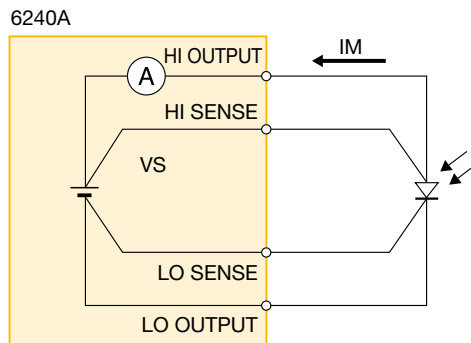 6240A
HI OUTPUT
IM
A
HI SENSE
VS
LO SENSE
LO OUTPUT